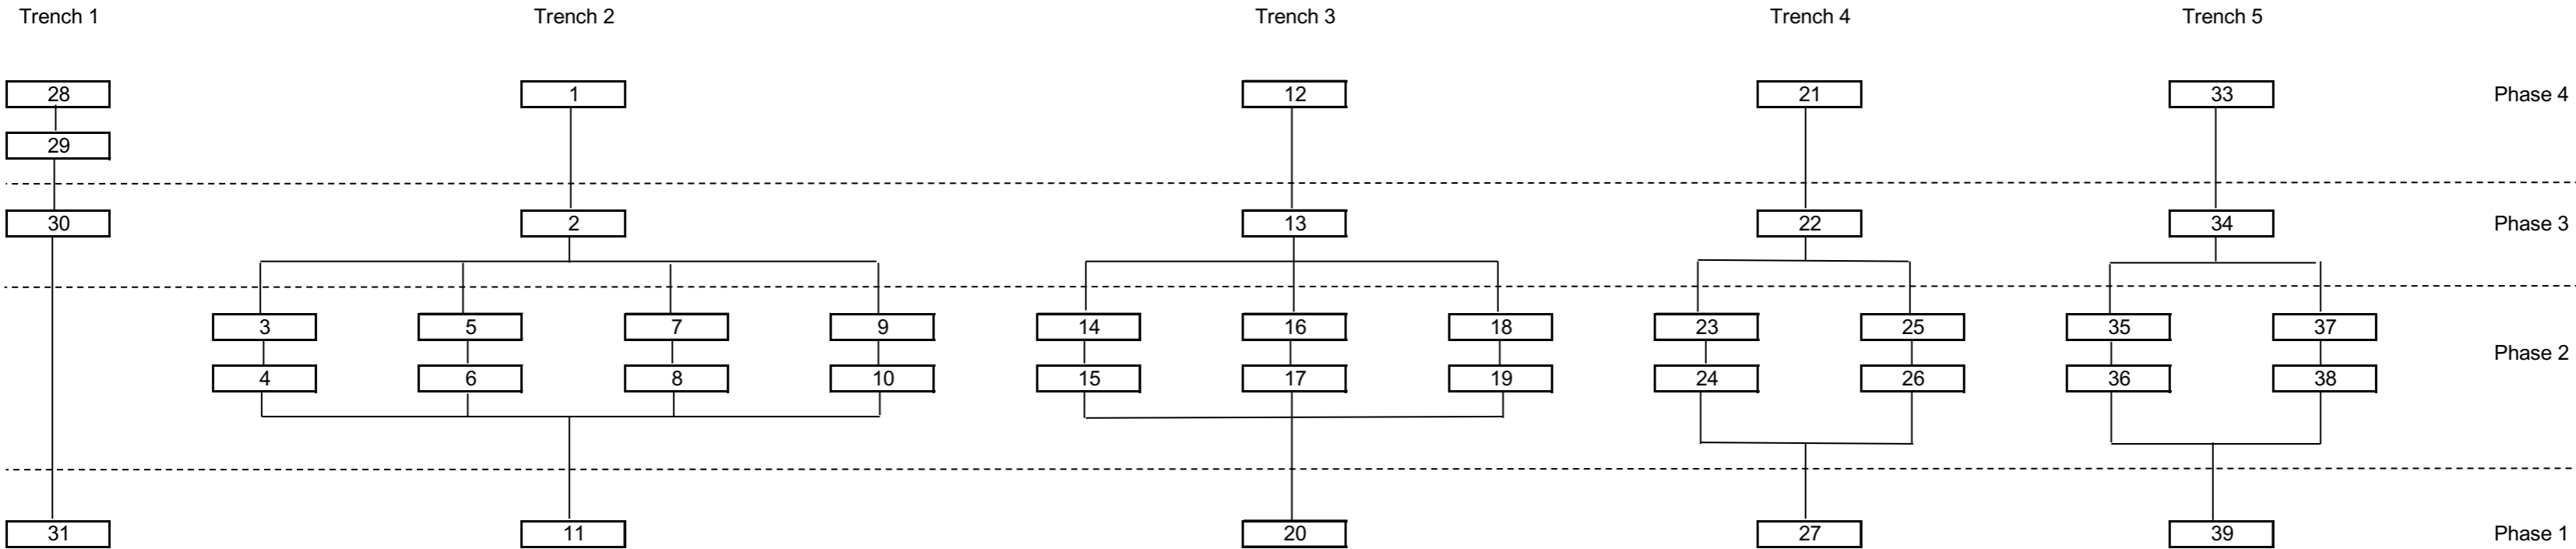 Trench 1 Trench 2 Trench 3 Trench 4 Trench 5
28 1 12 21 33 Phase 4
29
30 2 13 22 34 Phase 3
3 5 7 9 14 16 18 23 25 35 37
Phase 2
4 6 8 10 15 17 19 24 26 36 38
31 11 20 27 39 Phase 1